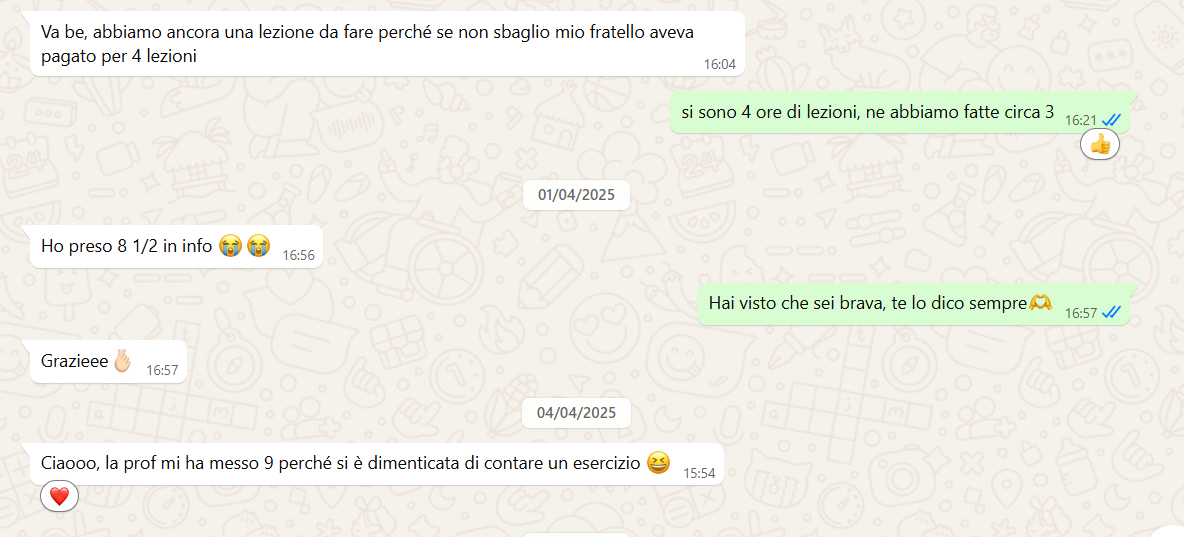 Va be, abbiamo ancora una lezione da fare perché se non sbaglio mio fratello aveva
pagato per 4 lezioni
16:04
si sono 4 ore di lezioni, ne abbiamo fatte circa 3
16:21
👍
01/04/2025
Ho preso 8 1/2 in info 😭😭
16:56
Hai visto che sei brava, te lo dico sempre🫶
16:57
Grazieee🤞🏻
16:57
04/04/2025
Ciaooo, la prof mi ha messo 9 perché si è dimenticata di contare un esercizio 😆
15:54
❤️